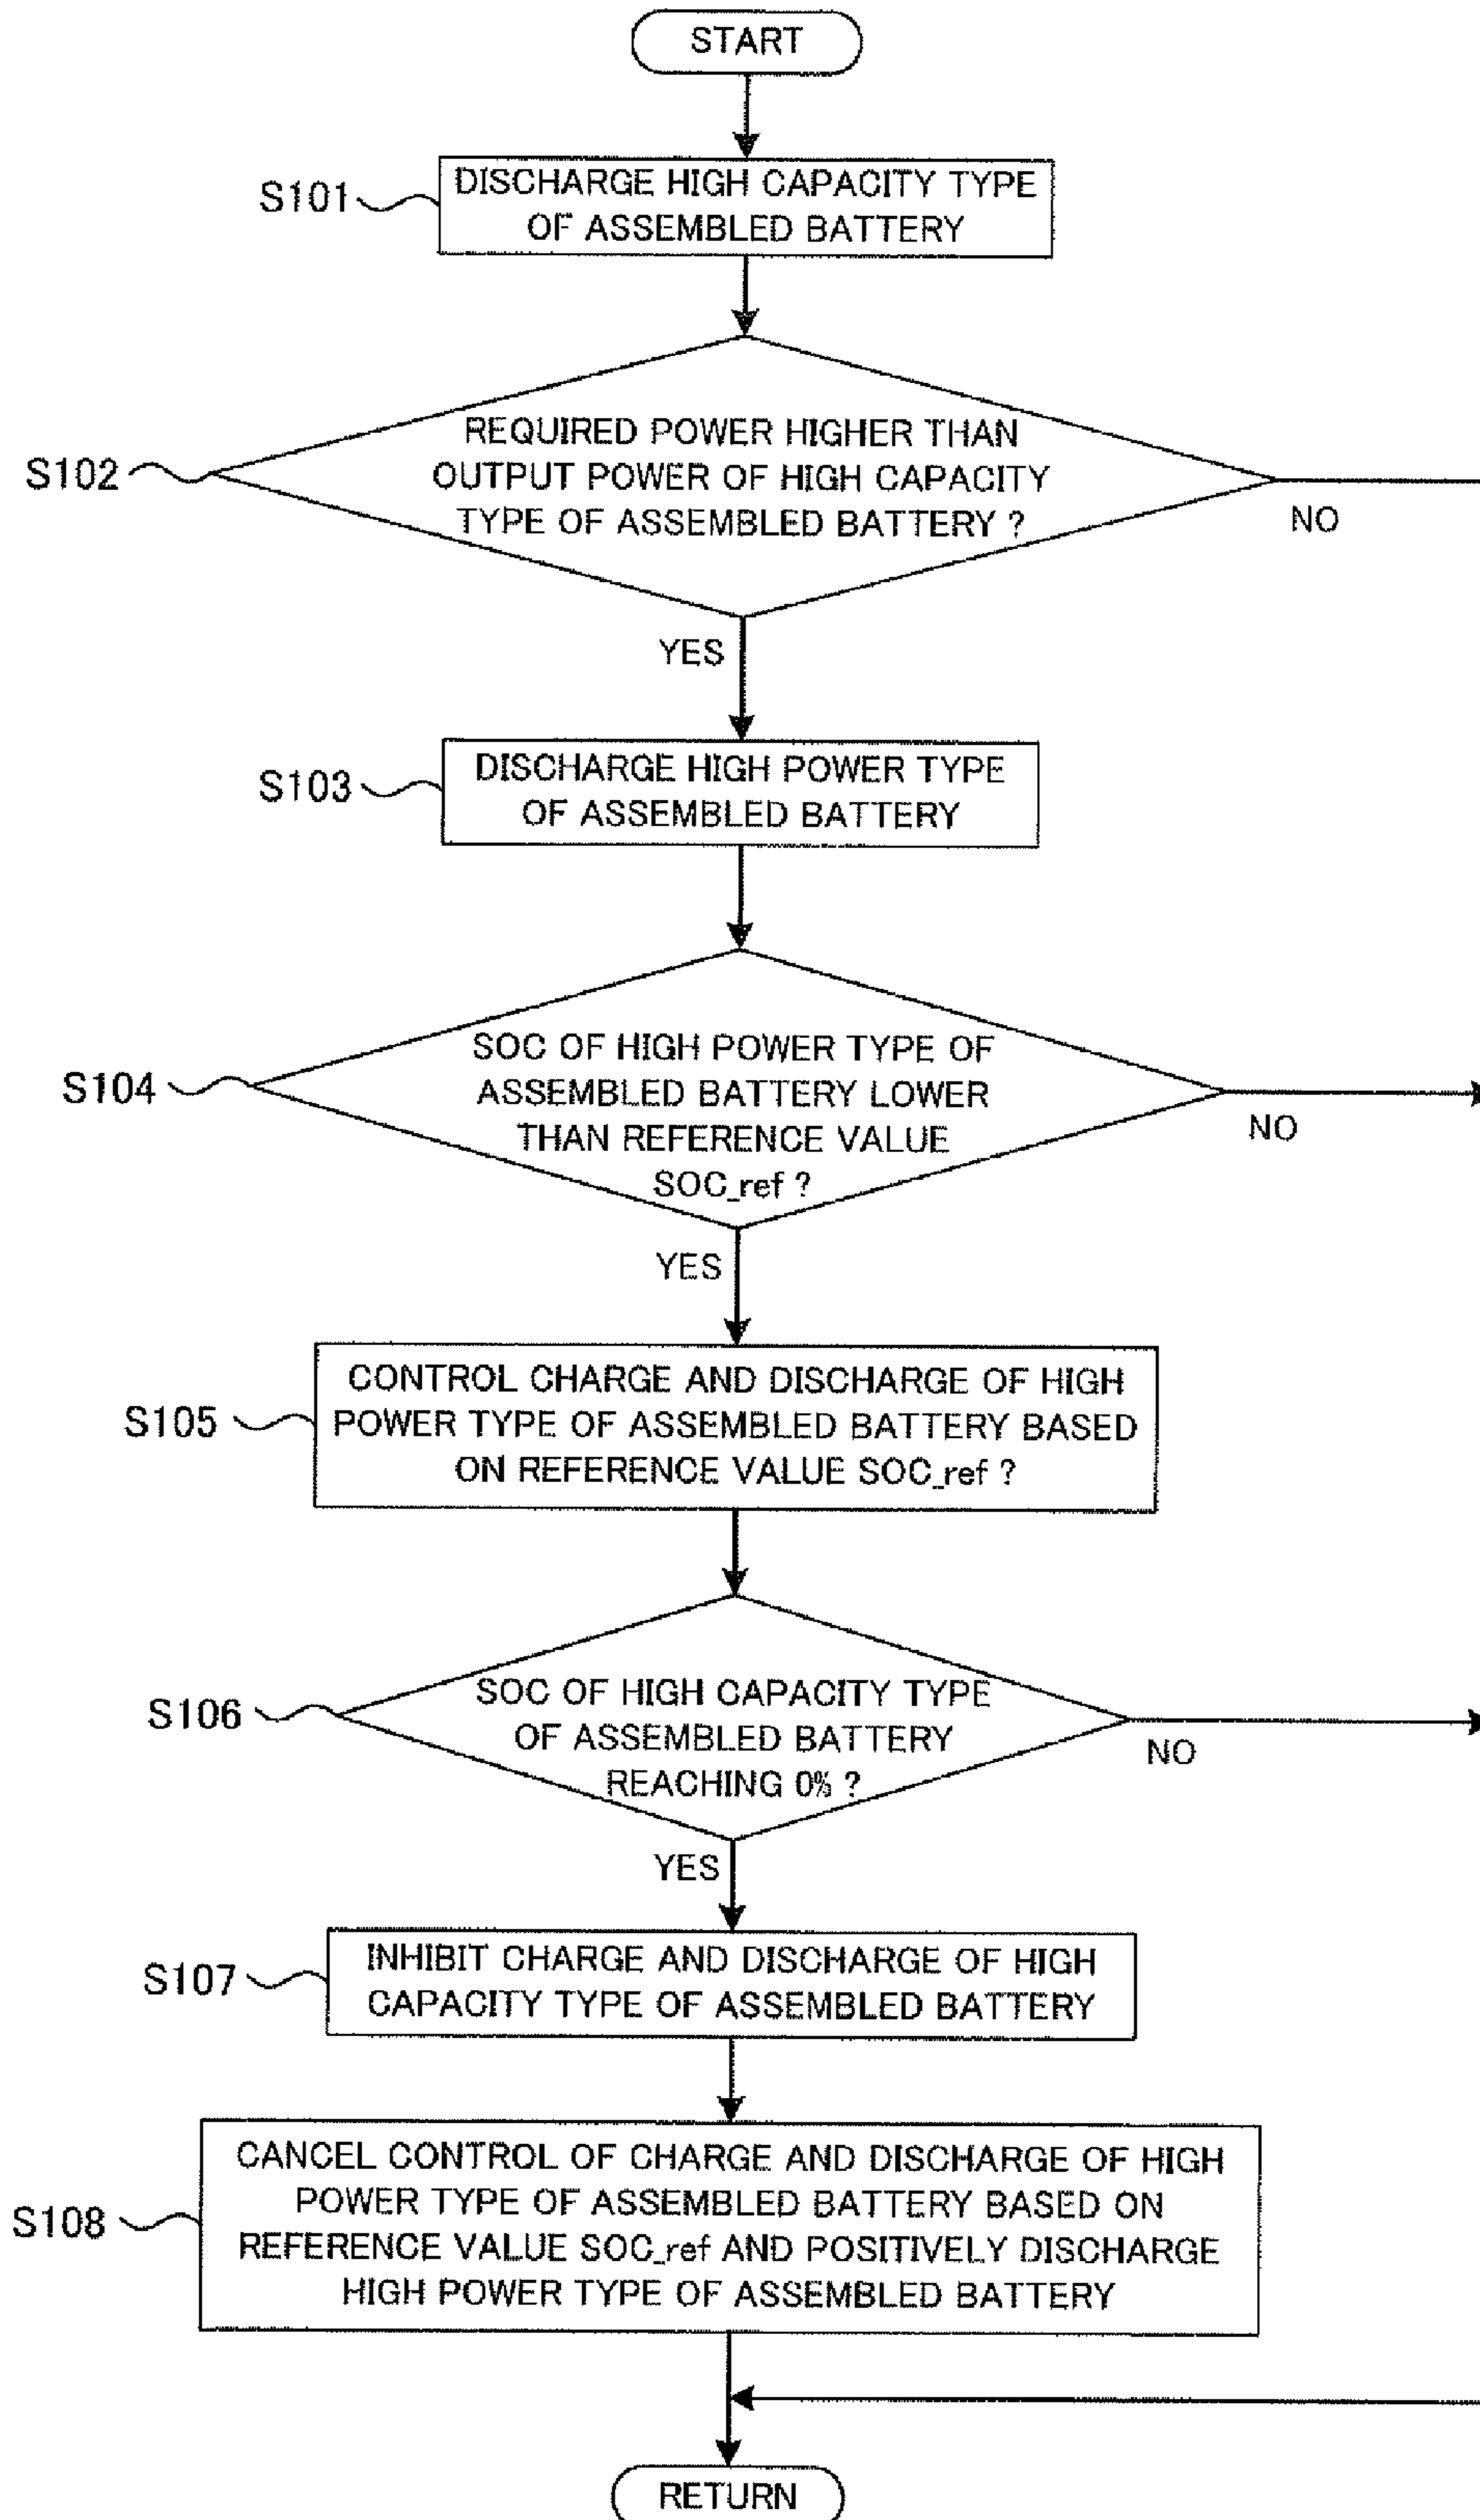 START
S101
DISCHARGE HIGH CAPACITY TYPE
OF ASSEMBLED BATTERY
S102
REQUIRED POWER HIGHER THAN
OUTPUT POWER OF HIGH CAPACITY
TYPE OF ASSEMBLED BATTERY ?
NO
YES
S103
DISCHARGE HIGH POWER TYPE
OF ASSEMBLED BATTERY
S104
SOC OF HIGH POWER TYPE OF
ASSEMBLED BATTERY LOWER
THAN REFERENCE VALUE
SOC_ref ?
NO
YES
S105
CONTROL CHARGE AND DISCHARGE OF HIGH
POWER TYPE OF ASSEMBLED BATTERY BASED
ON REFERENCE VALUE SOC_ref ?
S106
SOC OF HIGH CAPACITY TYPE
OF ASSEMBLED BATTERY
REACHING 0% ?
NO
YES
S107
INHIBIT CHARGE AND DISCHARGE OF HIGH
CAPACITY TYPE OF ASSEMBLED BATTERY
S108
CANCEL CONTROL OF CHARGE AND DISCHARGE OF HIGH
POWER TYPE OF ASSEMBLED BATTERY BASED ON
REFERENCE VALUE SOC_ref AND POSITIVELY DISCHARGE
HIGH POWER TYPE OF ASSEMBLED BATTERY
RETURN